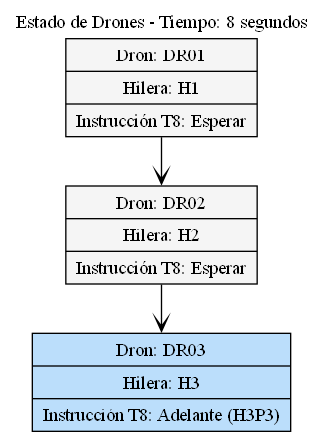 Estado de Drones - Tiempo: 8 segundos
Dron: DR01
Hilera: H1
Instrucción T8: Esperar
Dron: DR02
Hilera: H2
Instrucción T8: Esperar
Dron: DR03
Hilera: H3
Instrucción T8: Adelante (H3P3)